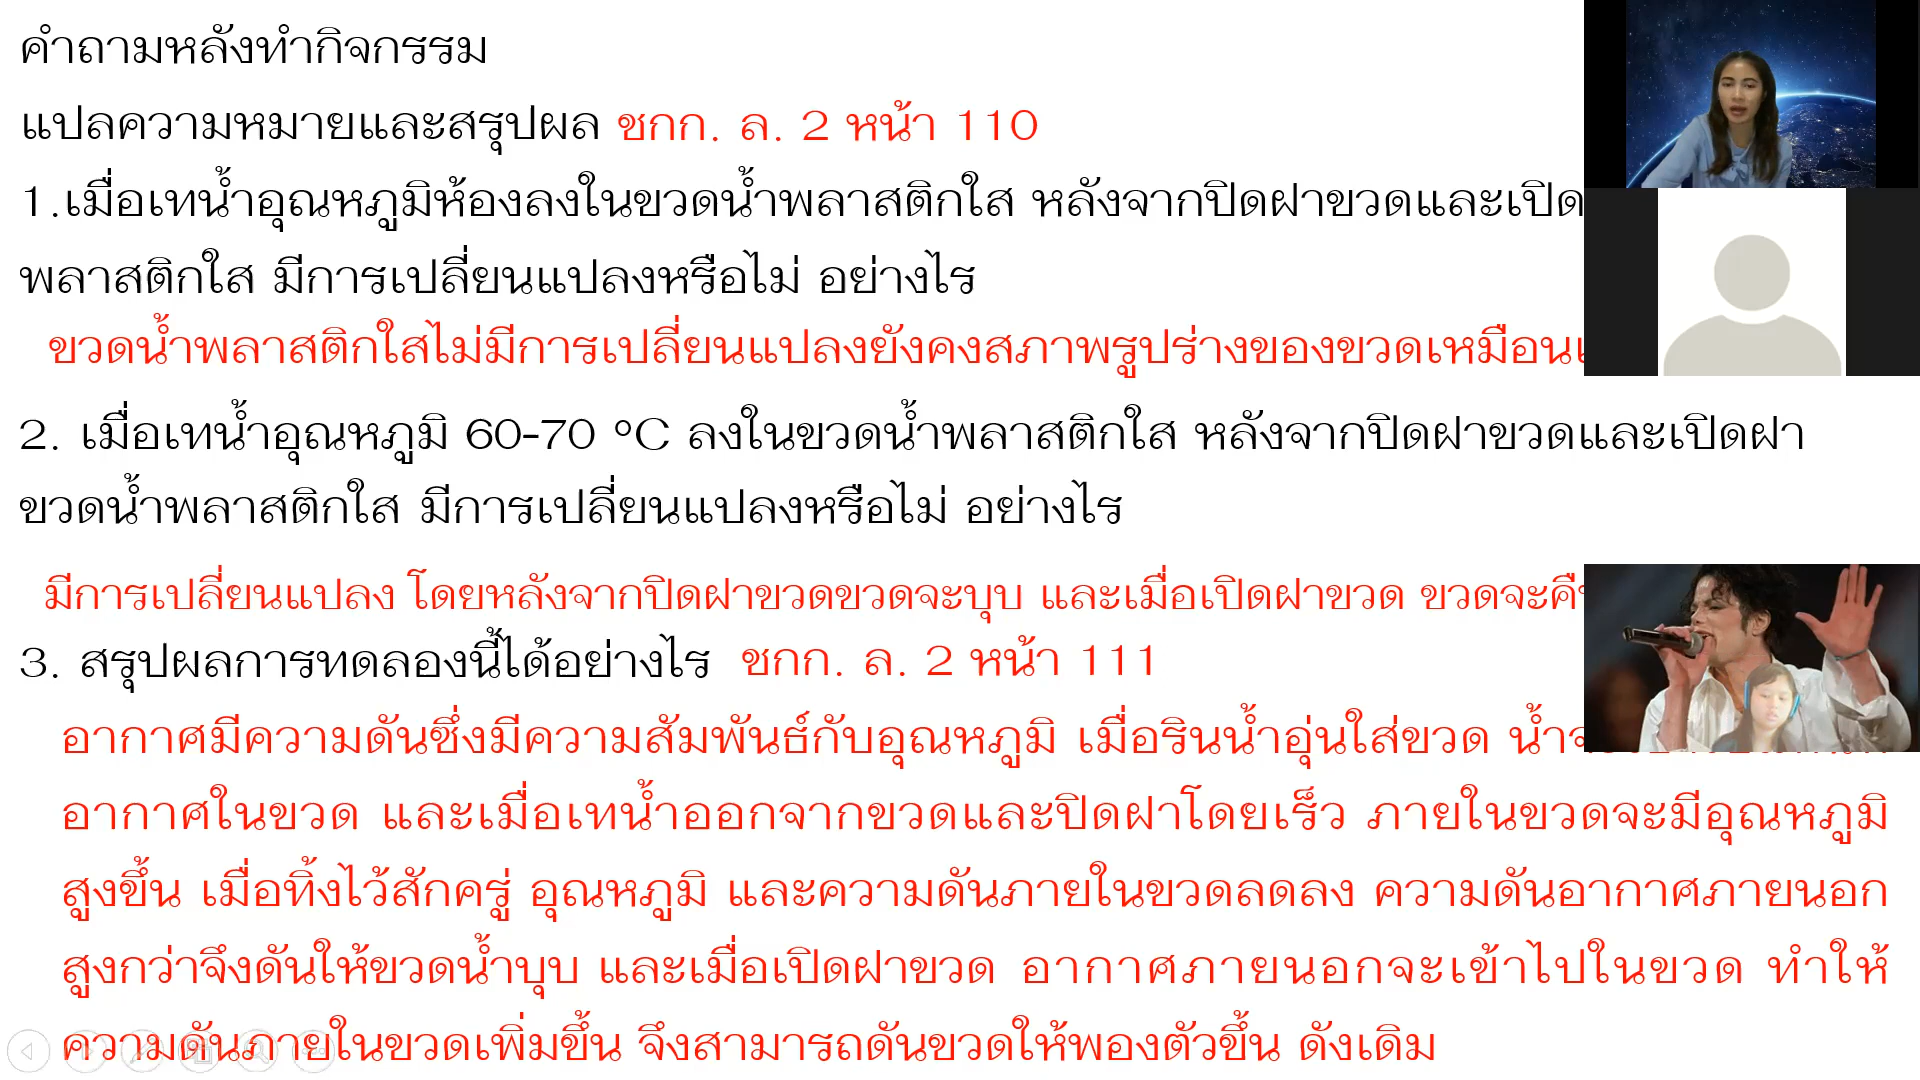 คำถามหลังทำกิจกรรม
แปลความหมายและสรุปผล ชกก. ล. 2 หน้า 110
1.เมื่อเทน้ำอุณหภูมิห้องลงในขวดน้ำพลาสติกใส หลังจากปิดฝาขวดและเปิด
พลาสติกใส มีการเปลี่ยนแปลงหรือไม่ อย่างไร
ขวดน้ำพลาสติกใสไม่มีการเปลี่ยนแปลงยังคงสภาพรูปร่างของขวดเหมือน
2. เมื่อเทน้ำอุณหภูมิ 60-70 °C ลงในขวดน้ำพลาสติกใส หลังจากปิดฝาขวดและเปิดฝา
ขวดน้ำพลาสติกใส มีการเปลี่ยนแปลงหรือไม่ อย่างไร
มีการเปลี่ยนแปลง โดยหลังจากปิดฝาขวดขวดจะบุบ และเมื่อเปิดฝาขวด ขวดจะ
3. สรุปผลการทดลองนี้ได้อย่างไร ชกก. ล. 2 หน้า 111
อากาศมีความดันซึ่งมีความสัมพันธ์กับอุณหภูมิ เมื่อรินน้ำอุ่นใส่ขวด น้ำ
อากาศในขวด และเมื่อเทน้ำออกจากขวดและปิดฝาโดยเร็ว ภายในขวดจะมีอุณหภูมิ
สูงขึ้น เมื่อทิ้งไว้สักครู่ อุณหภูมิ และความดันภายในขวดลดลง ความดันอากาศภายนอก
สูงกว่าจึงดันให้ขวดน้ำบุบ และเมื่อเปิดฝาขวด อากาศภายนอกจะเข้าไปในขวด ทำให้
ความดันภายในขวดเพิ่มขึ้น จึงสามารถดันขวดให้พองตัวขึ้น ดังเดิม